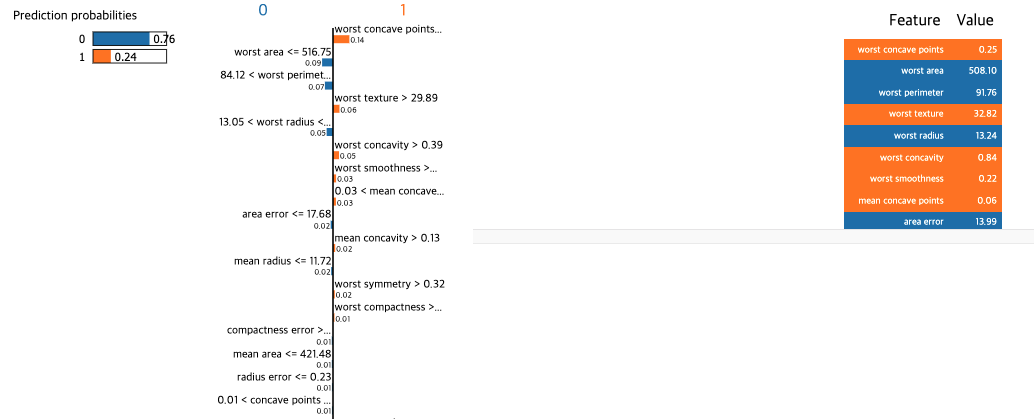 Prediction probabilities
0 0.76
1 0.24
0 1
worst concave points...
0.14
worst area <= 516.75
0.09
84.12 < worst perimet...
0.07
worst texture > 29.89
0.06
13.05 < worst radius <...
0.05
worst concavity > 0.39
0.05
worst smoothness >...
0.03
0.03 < mean concave...
0.03
area error <= 17.68
0.02
mean concavity > 0.13
0.02
mean radius <= 11.72
0.02
worst symmetry > 0.32
0.02
worst compactness >...
0.01
compactness error >...
0.01
mean area <= 421.48
0.01
radius error <= 0.23
0.01
0.01 < concave points ...
0.01
Feature Value
worst concave points 0.25
worst area 508.10
worst perimeter 91.76
worst texture 32.82
worst radius 13.24
worst concavity 0.84
worst smoothness 0.22
mean concave points 0.06
area error 13.99